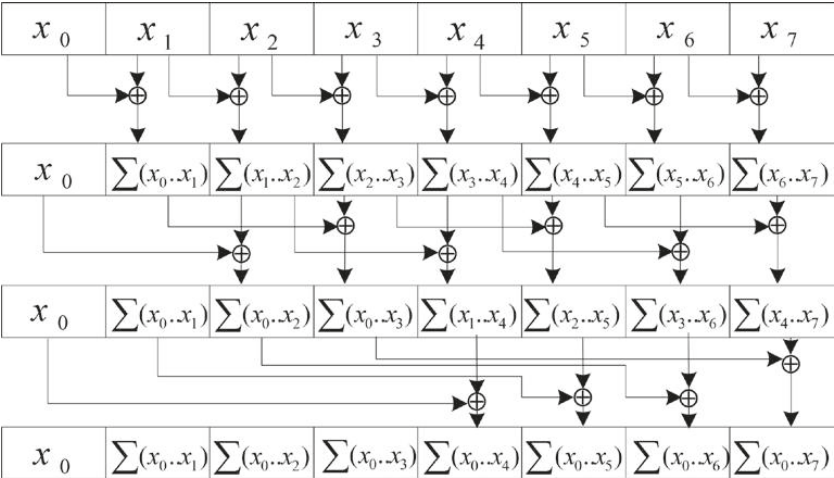 x₀ x₁ x₂ x₃ x₄ x₅ x₆ x₇
x₀ ∑(x₀..x₁) ∑(x₁..x₂) ∑(x₂..x₃) ∑(x₃..x₄) ∑(x₄..x₅) ∑(x₅..x₆) ∑(x₆..x₇)
x₀ ∑(x₀..x₁) ∑(x₀..x₂) ∑(x₀..x₃) ∑(x₁..x₄) ∑(x₂..x₅) ∑(x₃..x₆) ∑(x₄..x₇)
x₀ ∑(x₀..x₁) ∑(x₀..x₂) ∑(x₀..x₃) ∑(x₀..x₄) ∑(x₀..x₅) ∑(x₀..x₆) ∑(x₀..x₇)